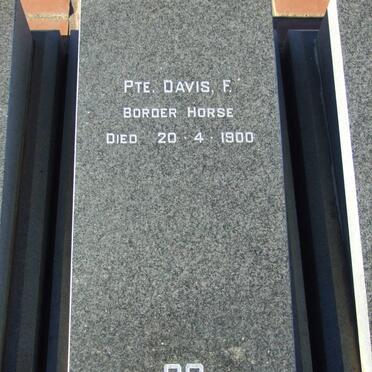 PTE. DAVIS, F.
BORDER HORSE
DIED 20·4·1900